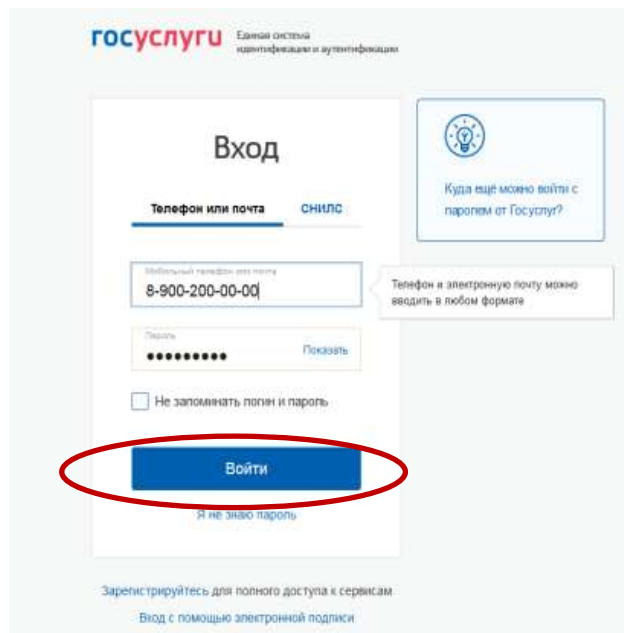 госуслуги
Единая система
идентификации и аутентификации
Вход
Телефон или почта
СНИЛС
Куда ещё можно войти с
паролем от Госуслуг?
Мобильный телефон или почта
8-900-200-00-00
Телефон и электронную почту можно
вводить в любом формате
Пароль
●●●●●●●●●
Показать
Не запоминать логин и пароль
Войти
Я не знаю пароль
Зарегистрируйтесь для полного доступа к сервисам
Вход с помощью электронной подписи